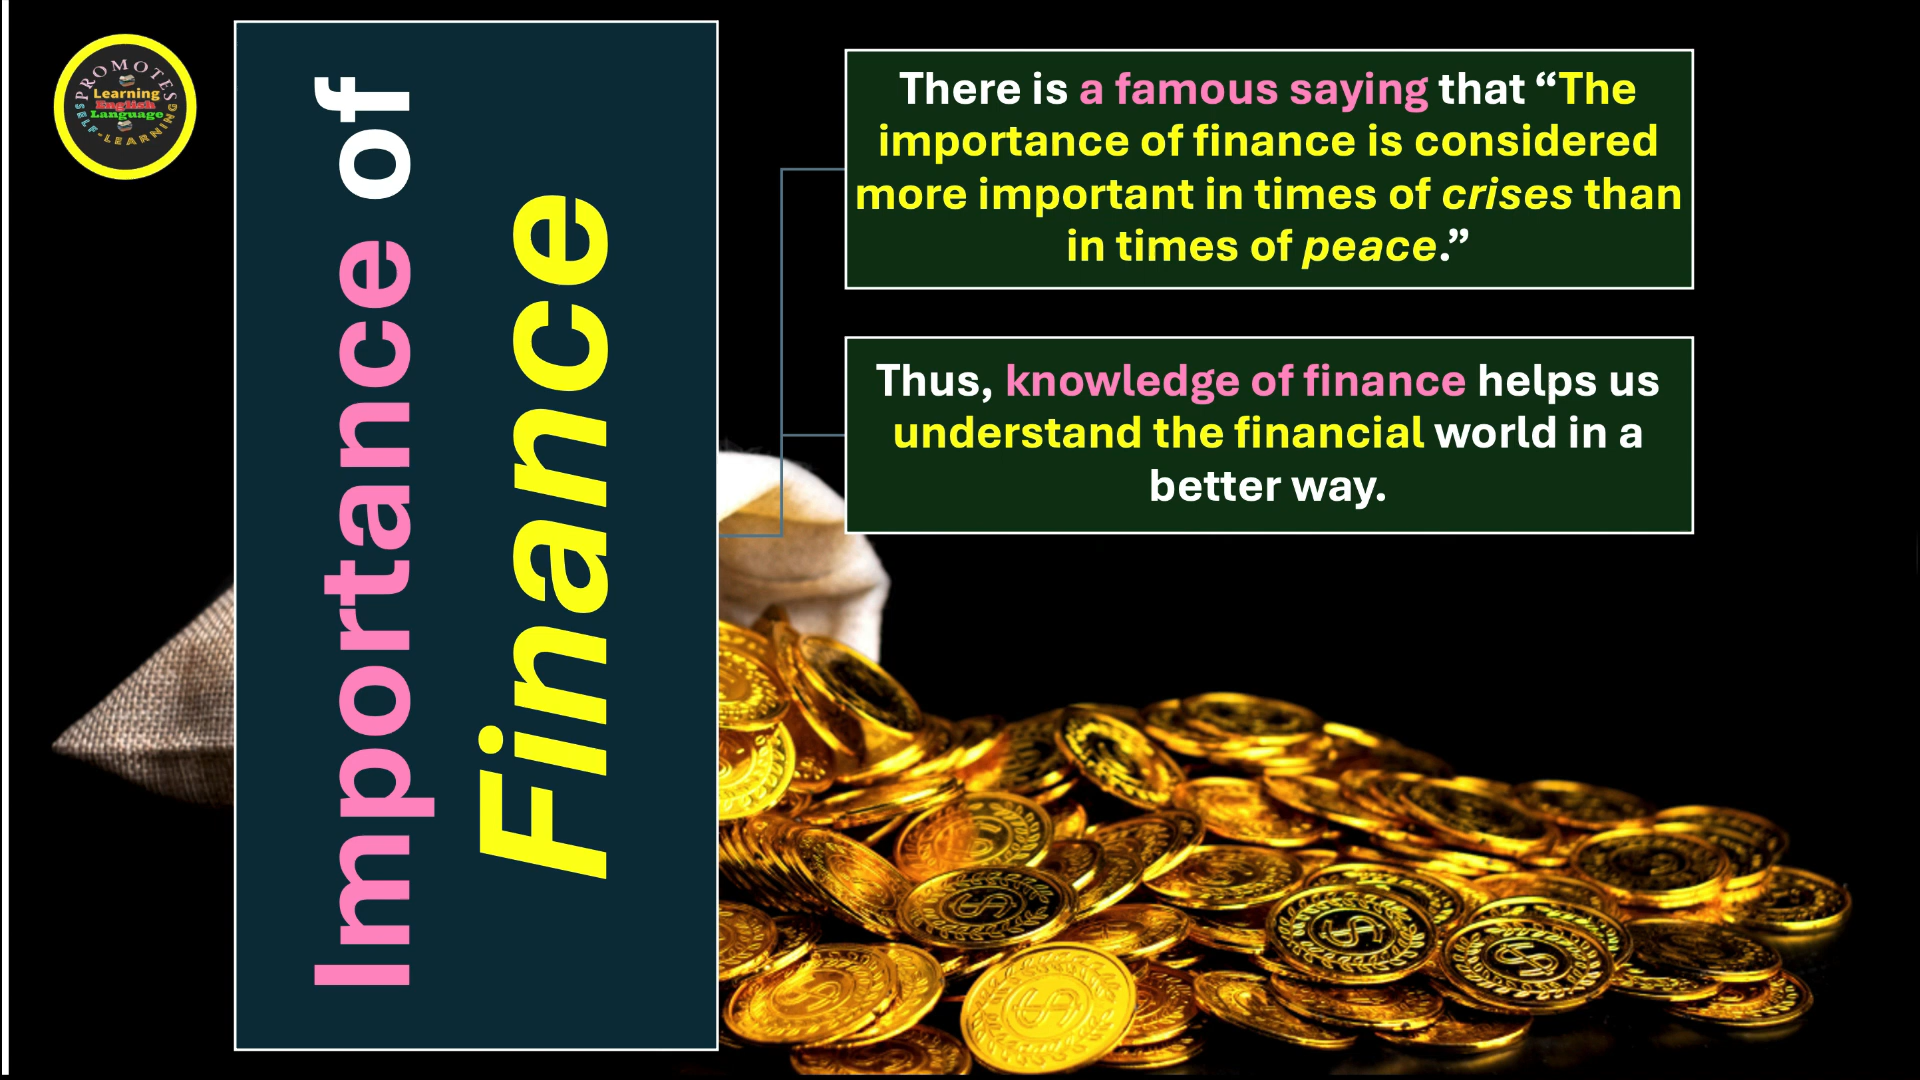 PROMOTES
Learning
English
Language
SELF-LEARNING
Importance of
Finance
There is a famous saying that “The
importance of finance is considered
more important in times of crises than
in times of peace.”
Thus, knowledge of finance helps us
understand the financial world in a
better way.